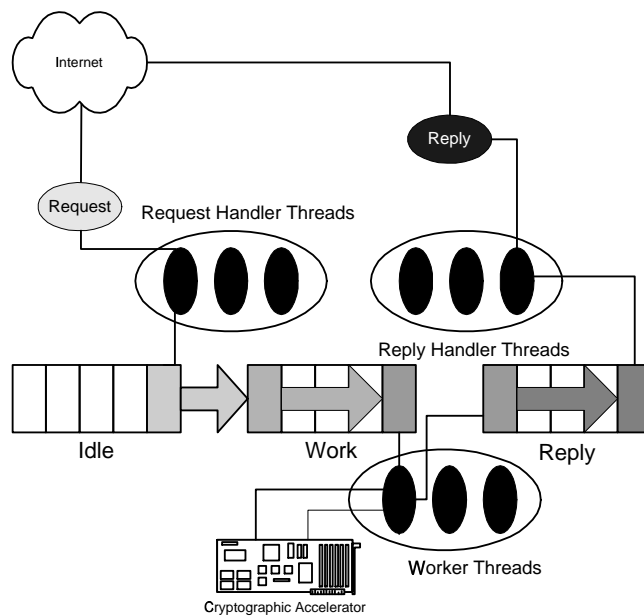 Internet
Reply
Request
Request Handler Threads
Reply Handler Threads
Idle
Work
Reply
Worker Threads
Cryptographic Accelerator